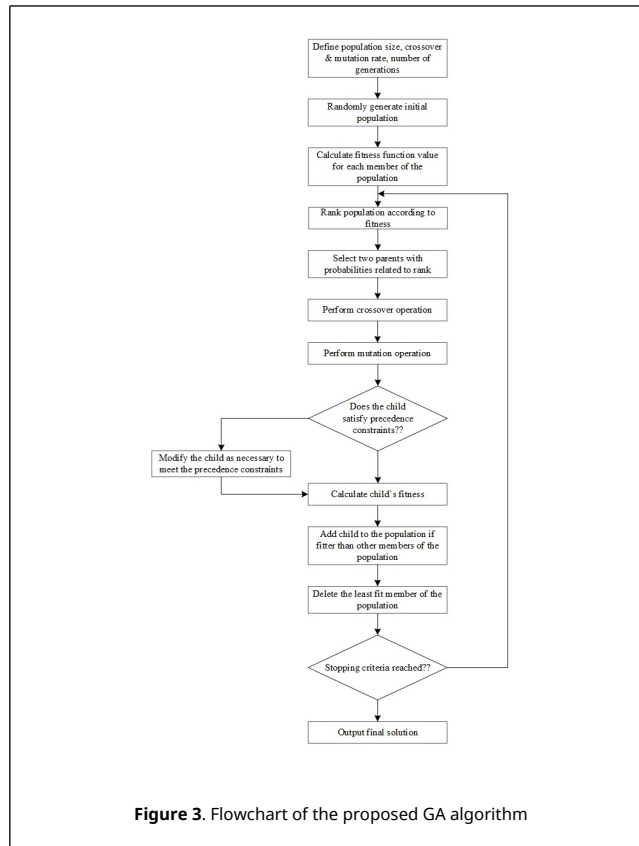 Define population size, crossover
& mutation rate, number of
generations
Randomly generate initial
population
Calculate fitness function value
for each member of the
population
Rank population according to
fitness
Select two parents with
probabilities related to rank
Perform crossover operation
Perform mutation operation
Does the child
satisfy precedence
constraints??
Modify the child as necessary to
meet the precedence constraints
Calculate child's fitness
Add child to the population if
fitter than other members of the
population
Delete the least fit member of the
population
Stopping criteria reached??
Output final solution
Figure 3. Flowchart of the proposed GA algorithm